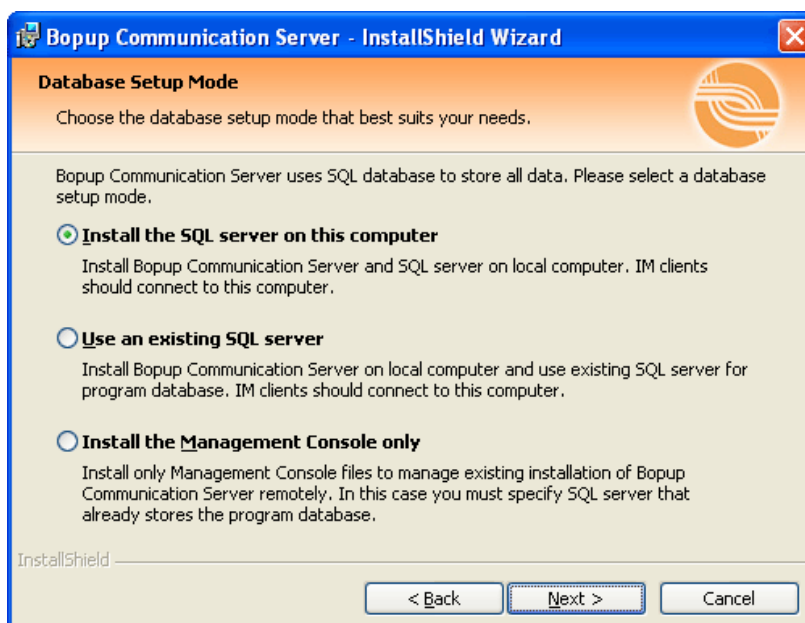 Bopup Communication Server - InstallShield Wizard
Database Setup Mode
Choose the database setup mode that best suits your needs.
Bopup Communication Server uses SQL database to store all data. Please select a database
setup mode.
Install the SQL server on this computer
Install Bopup Communication Server and SQL server on local computer. IM clients
should connect to this computer.
Use an existing SQL server
Install Bopup Communication Server on local computer and use existing SQL server for
program database. IM clients should connect to this computer.
Install the Management Console only
Install only Management Console files to manage existing installation of Bopup
Communication Server remotely. In this case you must specify SQL server that
already stores the program database.
InstallShield
< Back
Next >
Cancel